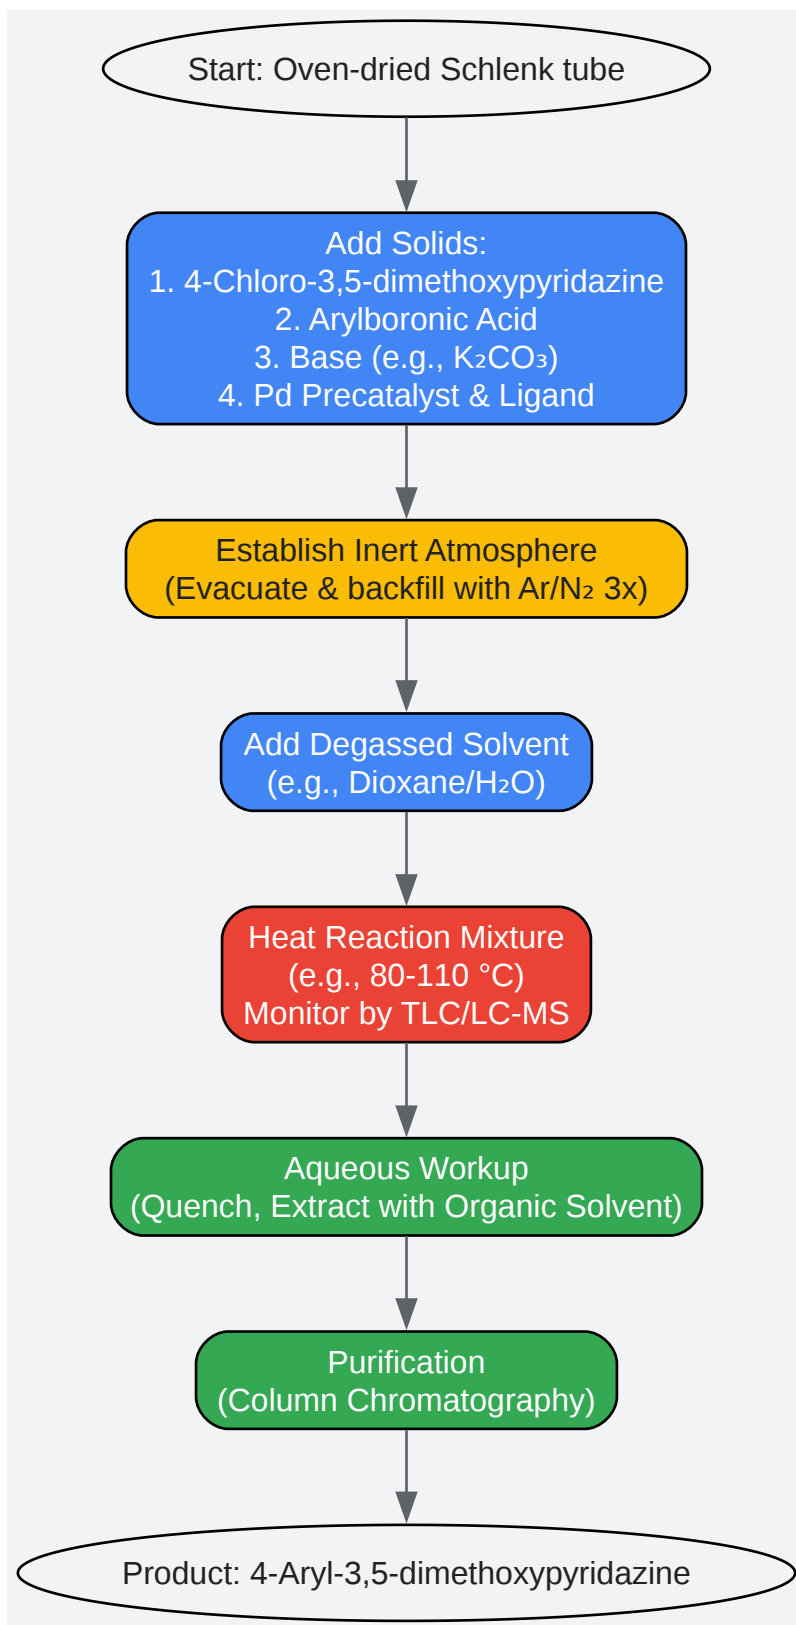 Start: Oven-dried Schlenk tube
Add Solids:
1. 4-Chloro-3,5-dimethoxypyridazine
2. Arylboronic Acid
3. Base (e.g., K₂CO₃)
4. Pd Precatalyst & Ligand
Establish Inert Atmosphere
(Evacuate & backfill with Ar/N₂ 3x)
Add Degassed Solvent
(e.g., Dioxane/H₂O)
Heat Reaction Mixture
(e.g., 80-110 °C)
Monitor by TLC/LC-MS
Aqueous Workup
(Quench, Extract with Organic Solvent)
Purification
(Column Chromatography)
Product: 4-Aryl-3,5-dimethoxypyridazine